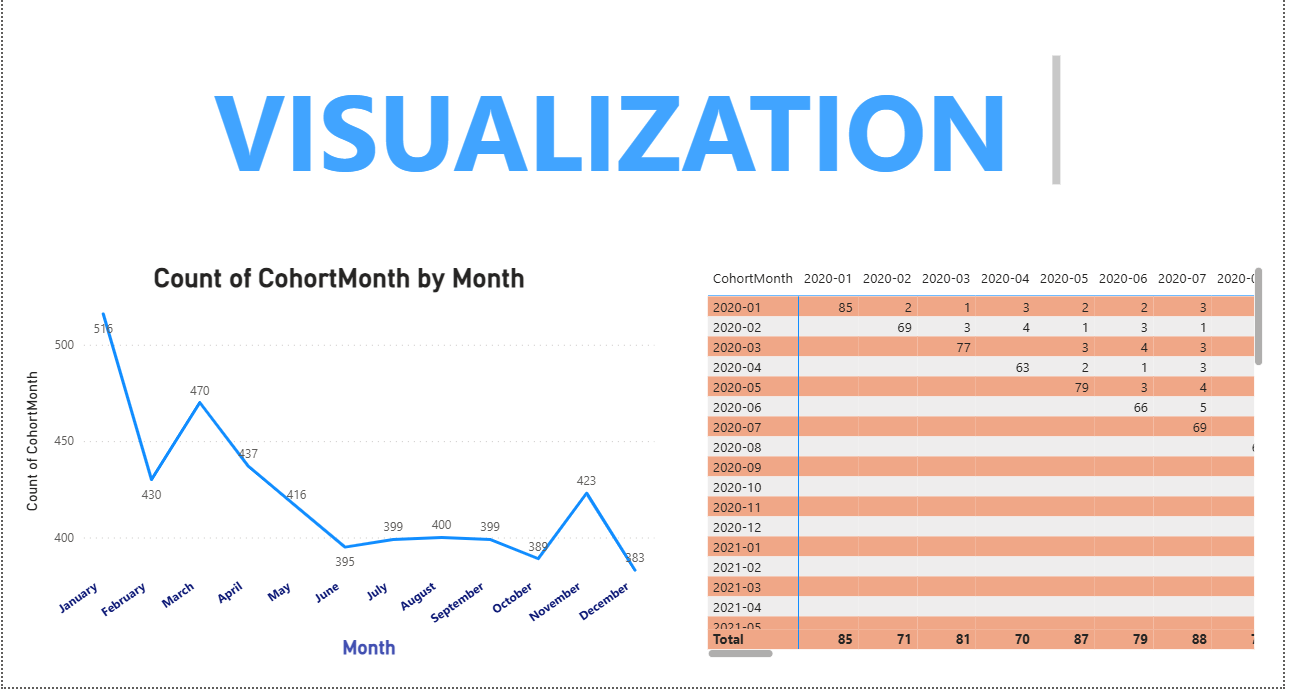 VISUALIZATION
Count of CohortMonth by Month
Count of CohortMonth
500
450
400
516
430
470
437
416
395
399
400
399
389
423
383
January
February
March
April
May
June
July
August
September
October
November
December
Month
CohortMonth 2020-01 2020-02 2020-03 2020-04 2020-05 2020-06 2020-07
2020-01 85 2 1 3 2 2 3
2020-02 69 3 4 1 3 1
2020-03 77 3 4 3
2020-04 63 2 1 3
2020-05 79 3 4
2020-06 66 5
2020-07 69
2020-08
2020-09
2020-10
2020-11
2020-12
2021-01
2021-02
2021-03
2021-04
2021-05
Total 85 71 81 70 87 79 88